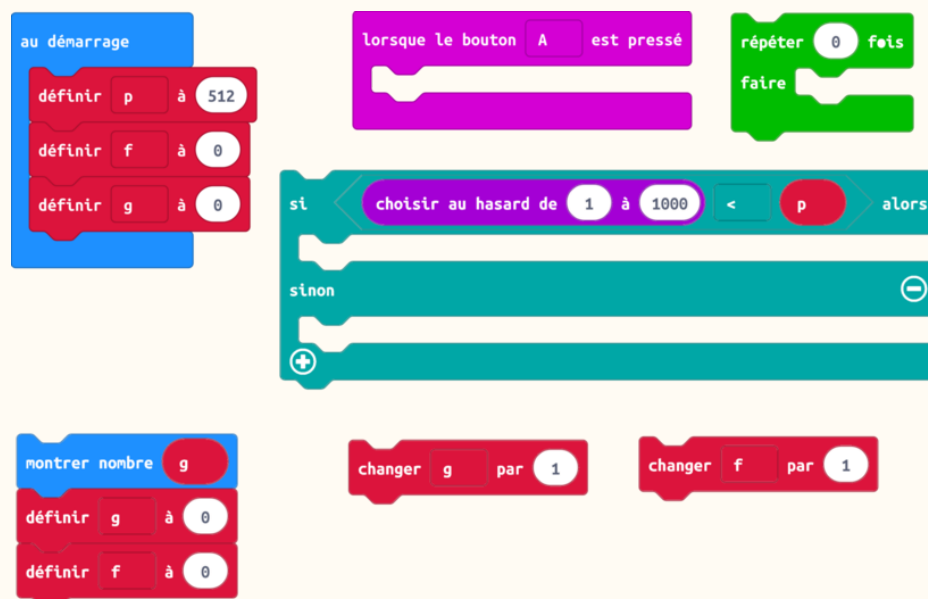 au démarrage
définir p à 512
définir f à 0
définir g à 0
lorsque le bouton A est pressé
répéter 0 fois
faire
si choisir au hasard de 1 à 1000 < p alors
sinon
montrer nombre g
définir g à 0
définir f à 0
changer g par 1
changer f par 1